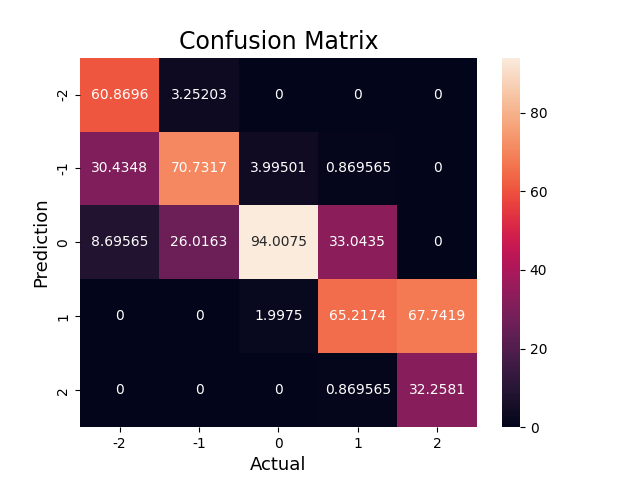 Confusion Matrix
-2 60.8696 3.25203 0 0 0
-1 30.4348 70.7317 3.99501 0.869565 0
0 8.69565 26.0163 94.0075 33.0435 0
1 0 0 1.9975 65.2174 67.7419
2 0 0 0 0.869565 32.2581
-2 -1 0 1 2
Actual
Prediction
80
60
40
20
0